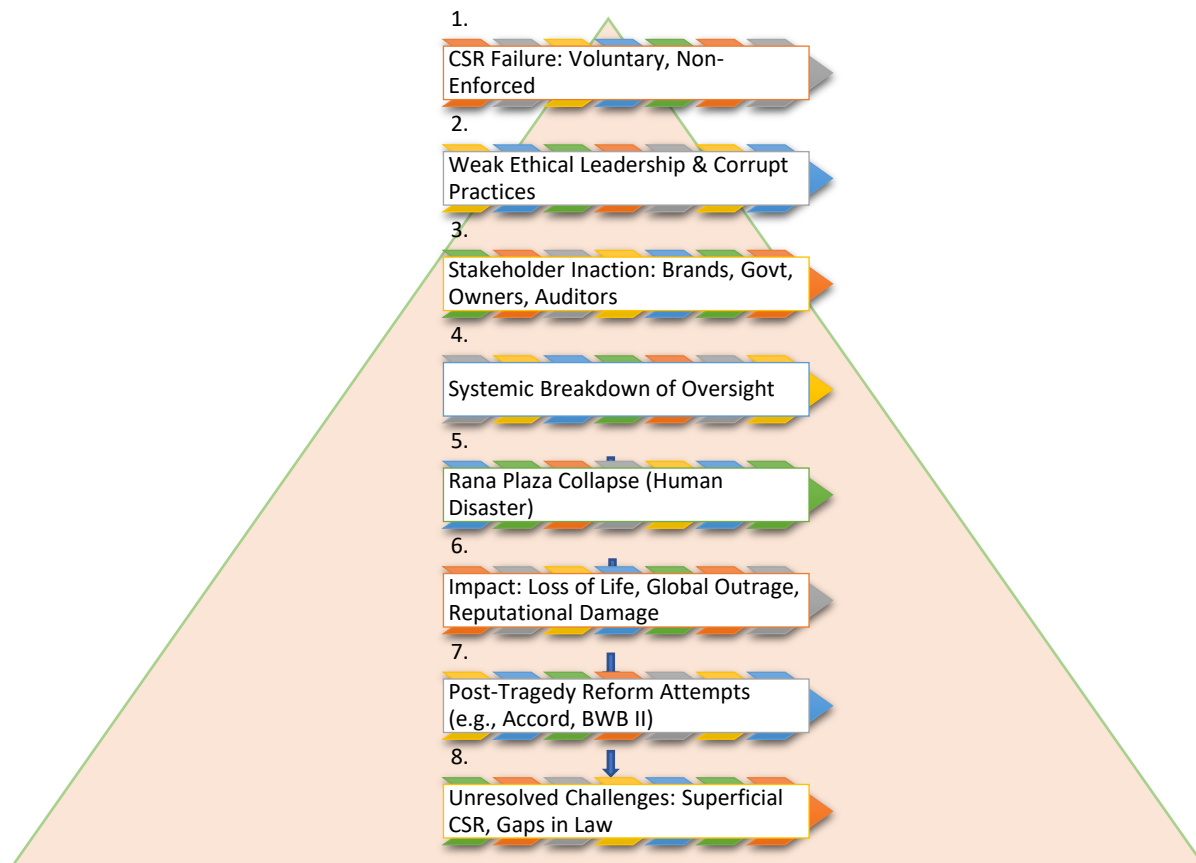 1.
CSR Failure: Voluntary, Non-
Enforced
2.
Weak Ethical Leadership & Corrupt
Practices
3.
Stakeholder Inaction: Brands, Govt,
Owners, Auditors
4.
Systemic Breakdown of Oversight
5.
Rana Plaza Collapse (Human
Disaster)
6.
Impact: Loss of Life, Global Outrage,
Reputational Damage
7.
Post-Tragedy Reform Attempts
(e.g., Accord, BWB II)
8.
Unresolved Challenges: Superficial
CSR, Gaps in Law